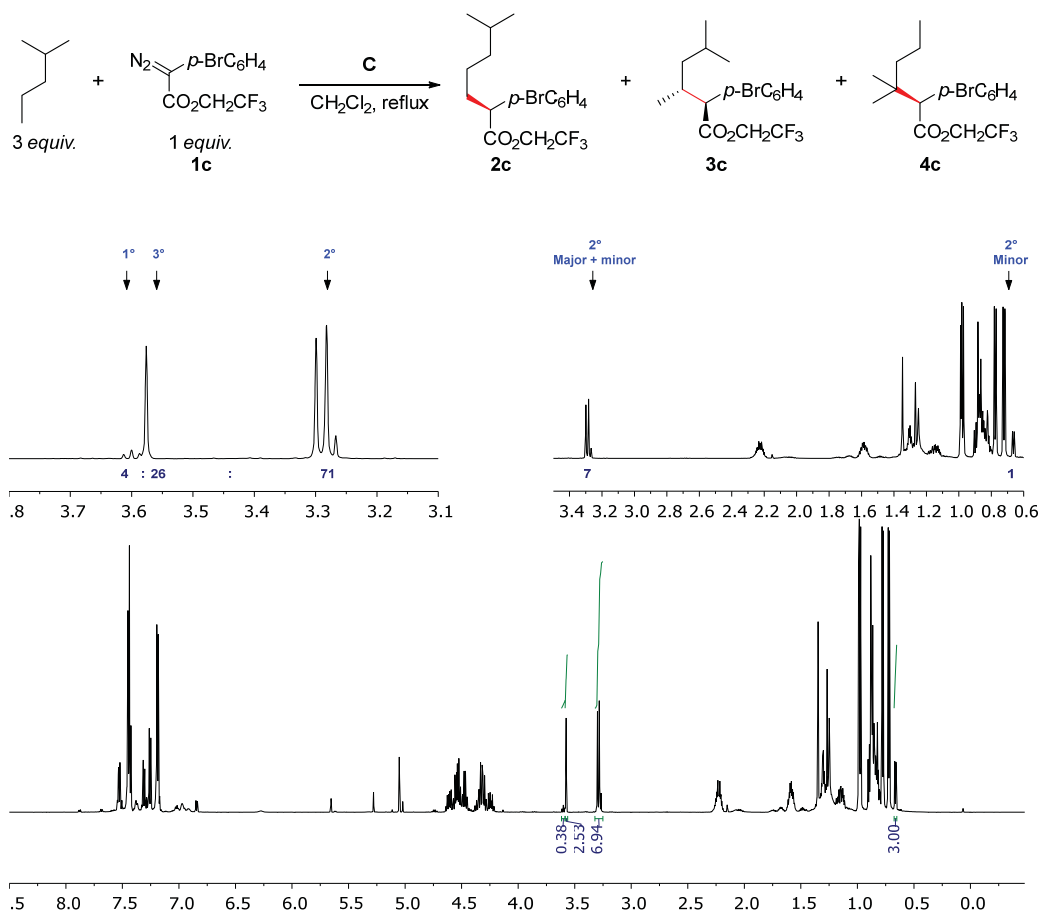 N2
p-BrC6H4
CO2CH2CF3
+
C
CH2Cl2, reflux
p-BrC6H4
CO2CH2CF3
+
p-BrC6H4
CO2CH2CF3
+
p-BrC6H4
CO2CH2CF3
3 equiv.
1 equiv.
1c
2c
3c
4c
1° 3° 2°
2°
Major + minor
2°
Minor
4 : 26 : 71
7 1
.8 3.7 3.6 3.5 3.4 3.3 3.2 3.1
3.4 3.2 3.0 2.8 2.6 2.4 2.2 2.0 1.8 1.6 1.4 1.2 1.0 0.8 0.6
0.38
2.53
6.94
3.00
.5 8.0 7.5 7.0 6.5 6.0 5.5 5.0 4.5 4.0 3.5 3.0 2.5 2.0 1.5 1.0 0.5 0.0